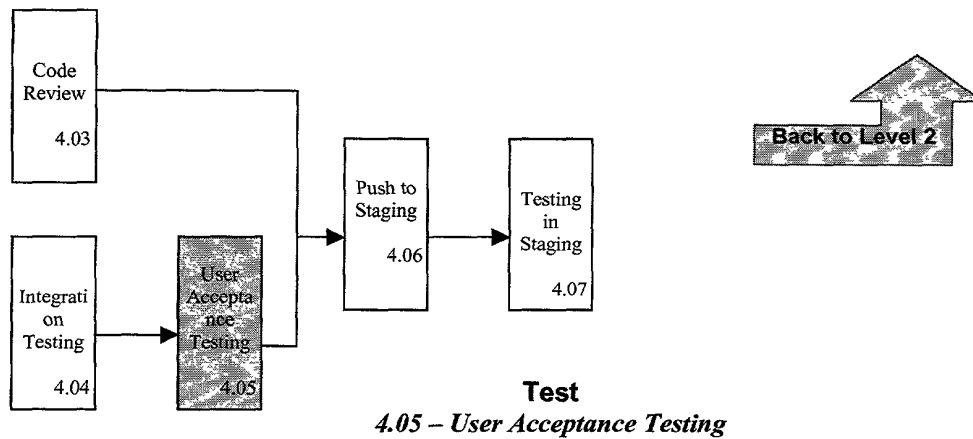 Code
Review
4.03
Back to Level 2
Push to
Staging
4.06
Testing
in
Staging
4.07
Integrati
on
Testing
4.04
User
Accepta
nce
Testing
4.05
Test
4.05 – User Acceptance Testing